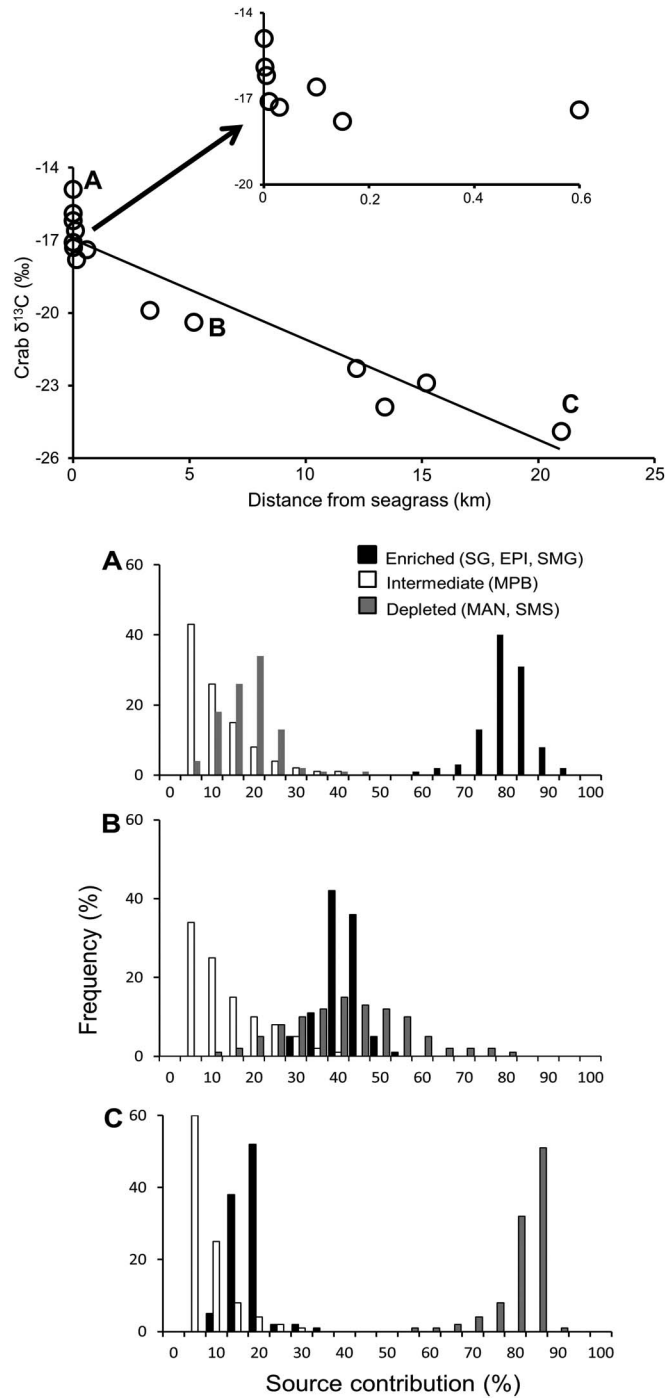 -14
-17
-20
0
0.2
0.4
0.6
-14
-17
-20
-23
-26
A
B
C
Crab δ¹³C (‰)
0 5 10 15 20 25
Distance from seagrass (km)
A
Enriched (SG, EPI, SMG)
Intermediate (MPB)
Depleted (MAN, SMS)
60
40
20
0
0 10 20 30 40 50 60 70 80 90 100
B
60
40
20
0
0 10 20 30 40 50 60 70 80 90 100
Frequency (%)
C
60
40
20
0
0 10 20 30 40 50 60 70 80 90 100
Source contribution (%)